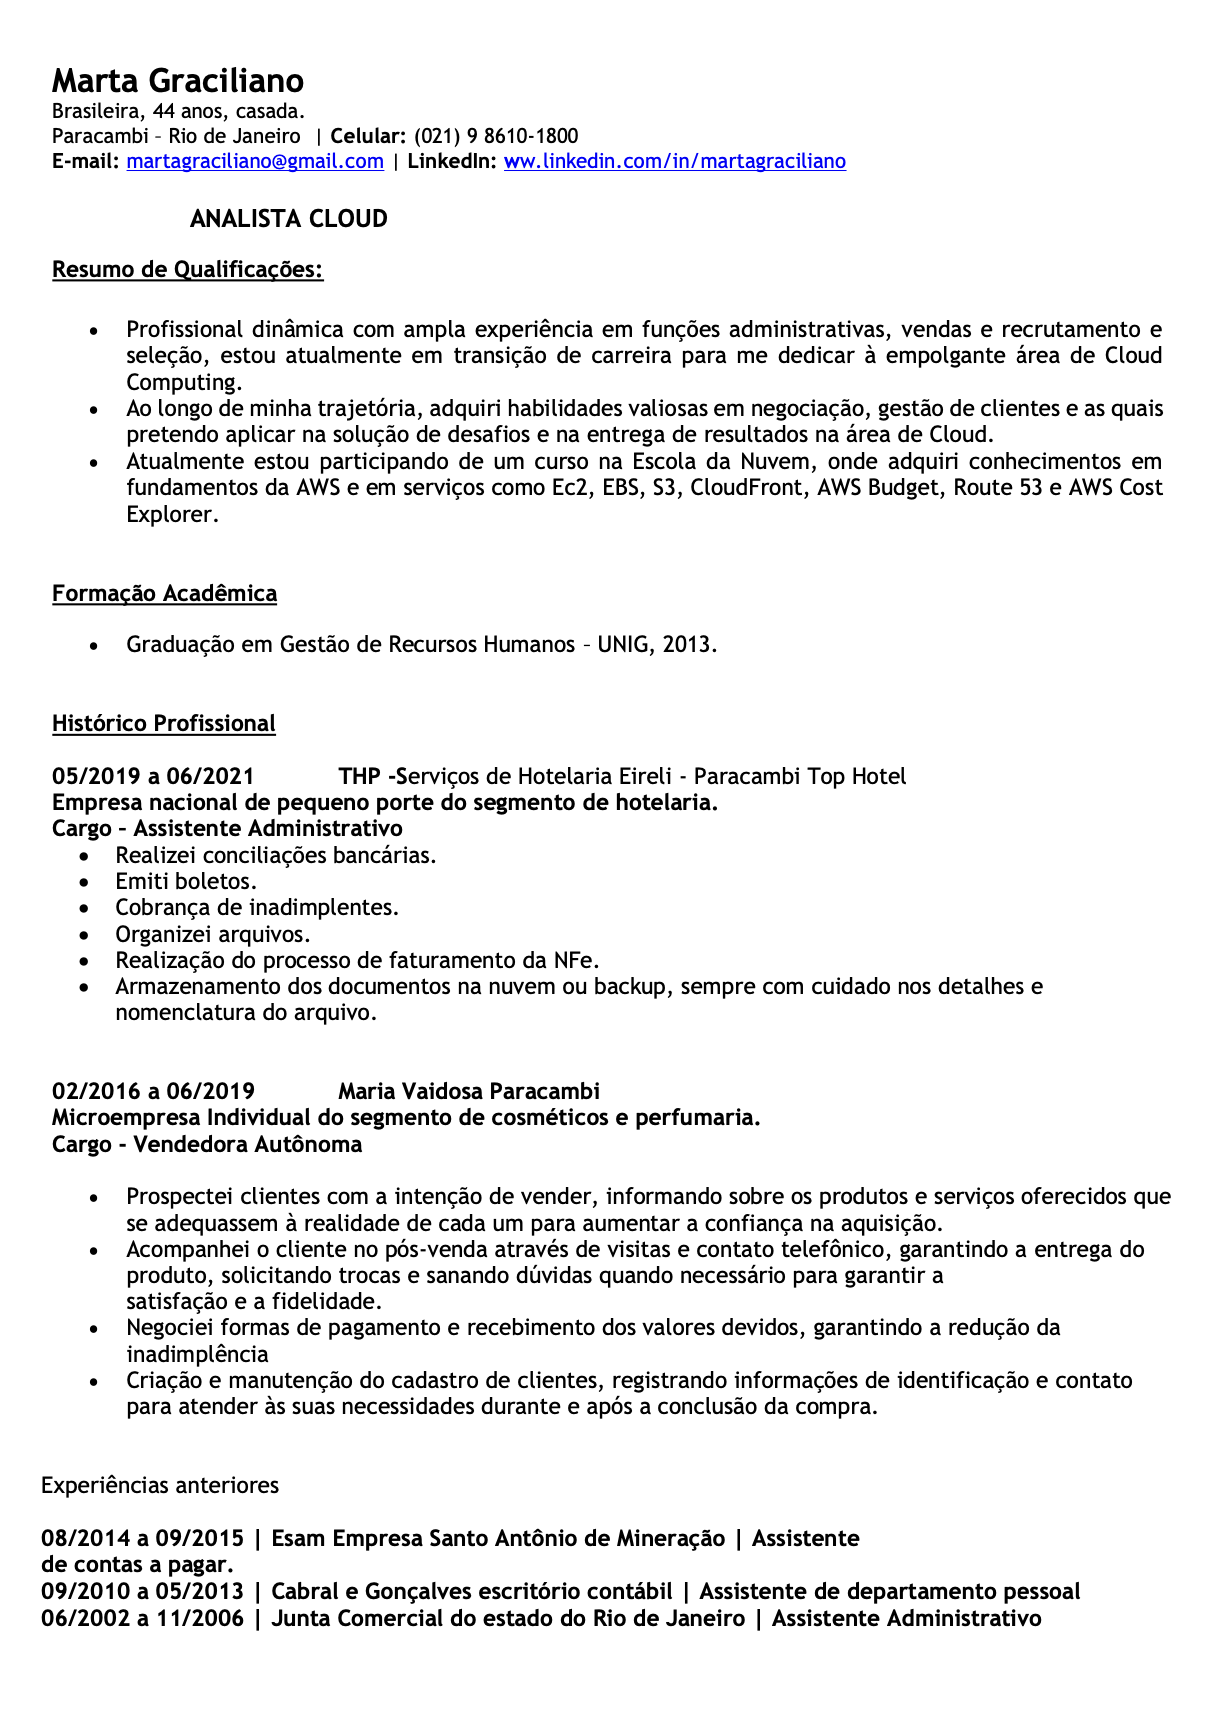 Marta Graciliano
Brasileira, 44 anos, casada.
Paracambi – Rio de Janeiro | Celular: (021) 9 8610-1800
E-mail: martagraciliano@gmail.com | LinkedIn: ww.linkedin.com/in/martagraciliano
ANALISTA CLOUD
Resumo de Qualificações:
• Profissional dinâmica com ampla experiência em funções administrativas, vendas e recrutamento e
seleção, estou atualmente em transição de carreira para me dedicar à empolgante área de Cloud
Computing.
• Ao longo de minha trajetória, adquiri habilidades valiosas em negociação, gestão de clientes e as quais
pretendo aplicar na solução de desafios e na entrega de resultados na área de Cloud.
• Atualmente estou participando de um curso na Escola da Nuvem, onde adquiri conhecimentos em
fundamentos da AWS e em serviços como Ec2, EBS, S3, CloudFront, AWS Budget, Route 53 e AWS Cost
Explorer.
Formação Acadêmica
• Graduação em Gestão de Recursos Humanos – UNIG, 2013.
Histórico Profissional
05/2019 a 06/2021 THP -Serviços de Hotelaria Eireli - Paracambi Top Hotel
Empresa nacional de pequeno porte do segmento de hotelaria.
Cargo – Assistente Administrativo
• Realizei conciliações bancárias.
• Emiti boletos.
• Cobrança de inadimplentes.
• Organizei arquivos.
• Realização do processo de faturamento da NFe.
• Armazenamento dos documentos na nuvem ou backup, sempre com cuidado nos detalhes e
nomenclatura do arquivo.
02/2016 a 06/2019 Maria Vaidosa Paracambi
Microempresa Individual do segmento de cosméticos e perfumaria.
Cargo - Vendedora Autônoma
• Prospectei clientes com a intenção de vender, informando sobre os produtos e serviços oferecidos que
se adequassem à realidade de cada um para aumentar a confiança na aquisição.
• Acompanhei o cliente no pós-venda através de visitas e contato telefônico, garantindo a entrega do
produto, solicitando trocas e sanando dúvidas quando necessário para garantir a
satisfação e a fidelidade.
• Negociei formas de pagamento e recebimento dos valores devidos, garantindo a redução da
inadimplência
• Criação e manutenção do cadastro de clientes, registrando informações de identificação e contato
para atender às suas necessidades durante e após a conclusão da compra.
Experiências anteriores
08/2014 a 09/2015 | Esam Empresa Santo Antônio de Mineração | Assistente
de contas a pagar.
09/2010 a 05/2013 | Cabral e Gonçalves escritório contábil | Assistente de departamento pessoal
06/2002 a 11/2006 | Junta Comercial do estado do Rio de Janeiro | Assistente Administrativo